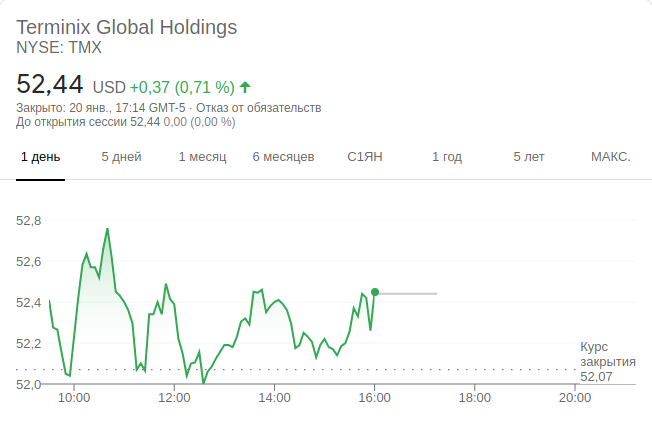 Terminix Global Holdings
NYSE: TMX
52,44 USD +0,37 (0,71 %)
Закрыто: 20 янв., 17:14 GMT-5 · Отказ от обязательств
До открытия сессии 52,44 0,00 (0,00 %)
1 день 5 дней 1 месяц 6 месяцев С1ЯН 1 год 5 лет МАКС.
52,8
52,6
52,4
52,2
Курс
закрытия
52,07
52,0
10:00 12:00 14:00 16:00 18:00 20:00